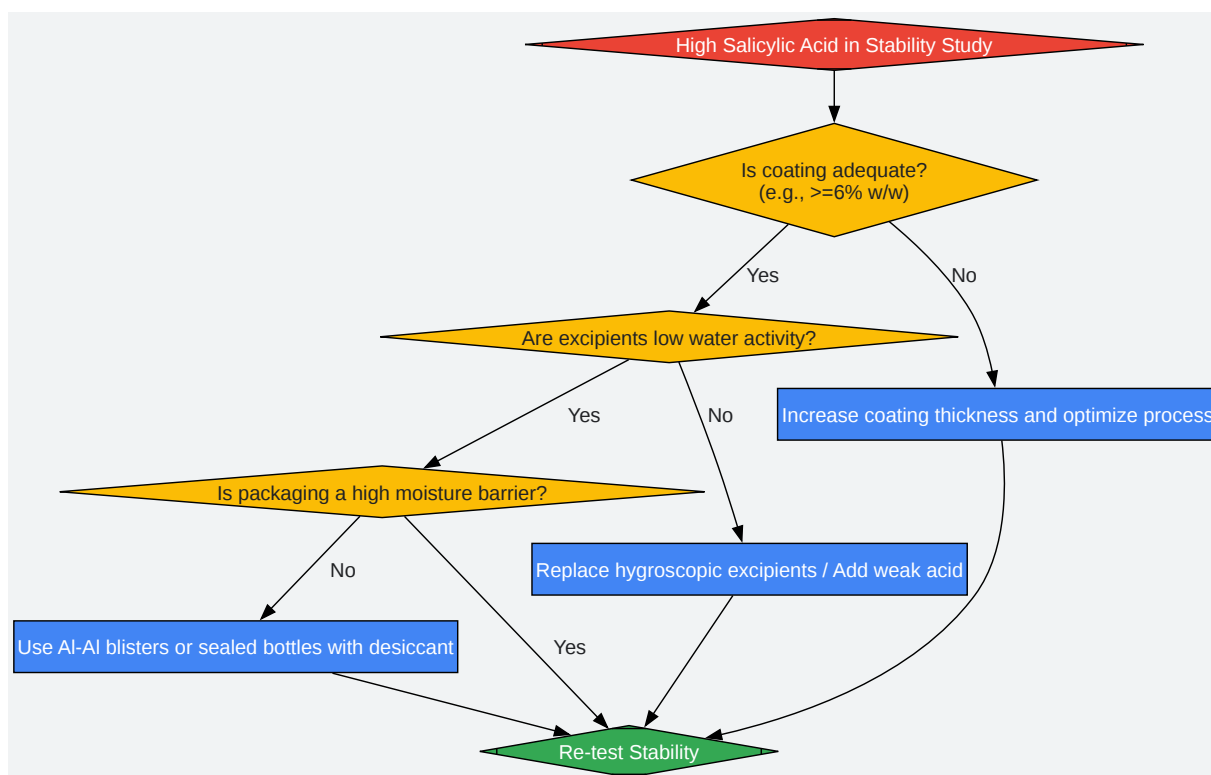 High Salicylic Acid in Stability Study
Is coating adequate?
(e.g., >=6% w/w)
Yes
No
Are excipients low water activity?
Increase coating thickness and optimize process
Yes
No
Is packaging a high moisture barrier?
Replace hygroscopic excipients / Add weak acid
No
Use Al-Al blisters or sealed bottles with desiccant
Yes
Re-test Stability